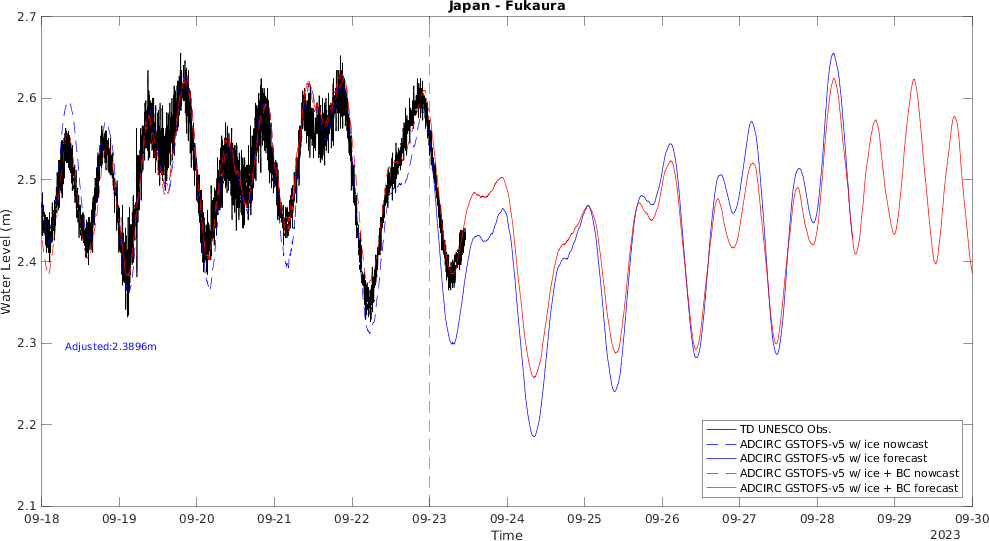 Japan - Fukaura
2.7
2.6
2.5
2.4
2.3
2.2
2.1
Water Level (m)
Adjusted:2.3896m
TD UNESCO Obs.
ADCIRC GSTOFS-v5 w/ ice nowcast
ADCIRC GSTOFS-v5 w/ ice forecast
ADCIRC GSTOFS-v5 w/ ice + BC nowcast
ADCIRC GSTOFS-v5 w/ ice + BC forecast
09-18 09-19 09-20 09-21 09-22 09-23 09-24 09-25 09-26 09-27 09-28 09-29 09-30
Time
2023